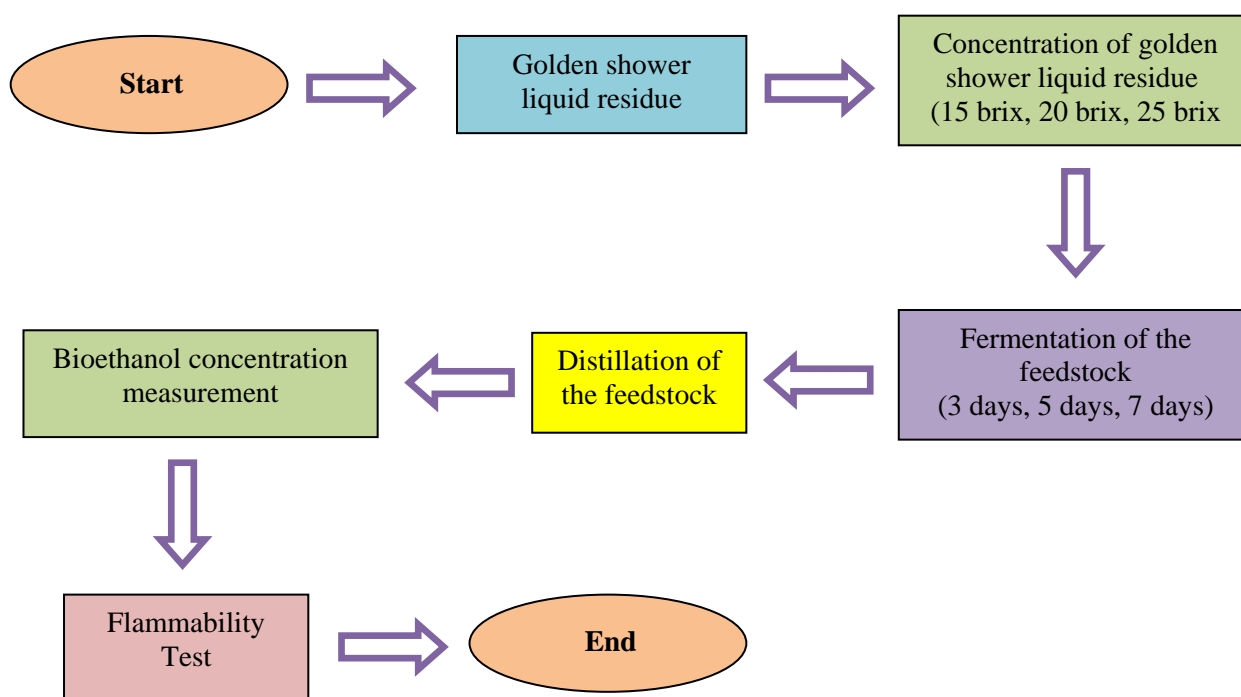 Start
Golden shower
liquid residue
Concentration of golden
shower liquid residue
(15 brix, 20 brix, 25 brix
Fermentation of the
feedstock
(3 days, 5 days, 7 days)
Distillation of
the feedstock
Bioethanol concentration
measurement
Flammability
Test
End